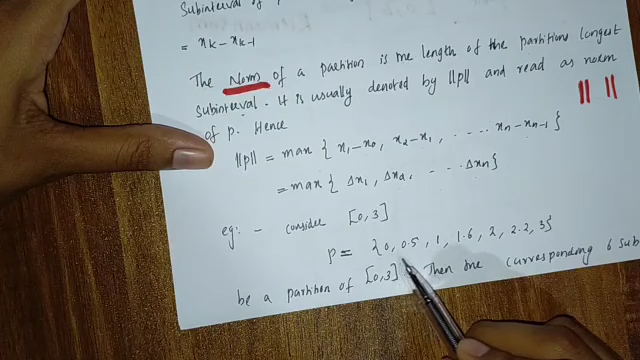 Subinterval of
= xk - xk-1
The Norm of a partition is the length of the partitions longest
subinterval. It is usually denoted by ||p|| and read as norm
of p. Hence
|| ||
||p|| = max { x1-x0, x2-x1, ...... xn-xn-1 }
= max { Δx1, Δx2, ...... Δxn }
eg:- consider [0,3]
p = {0, 0.5, 1, 1.6, 2, 2.2, 3}
be a partition of [0,3] Then the corresponding 6 sub